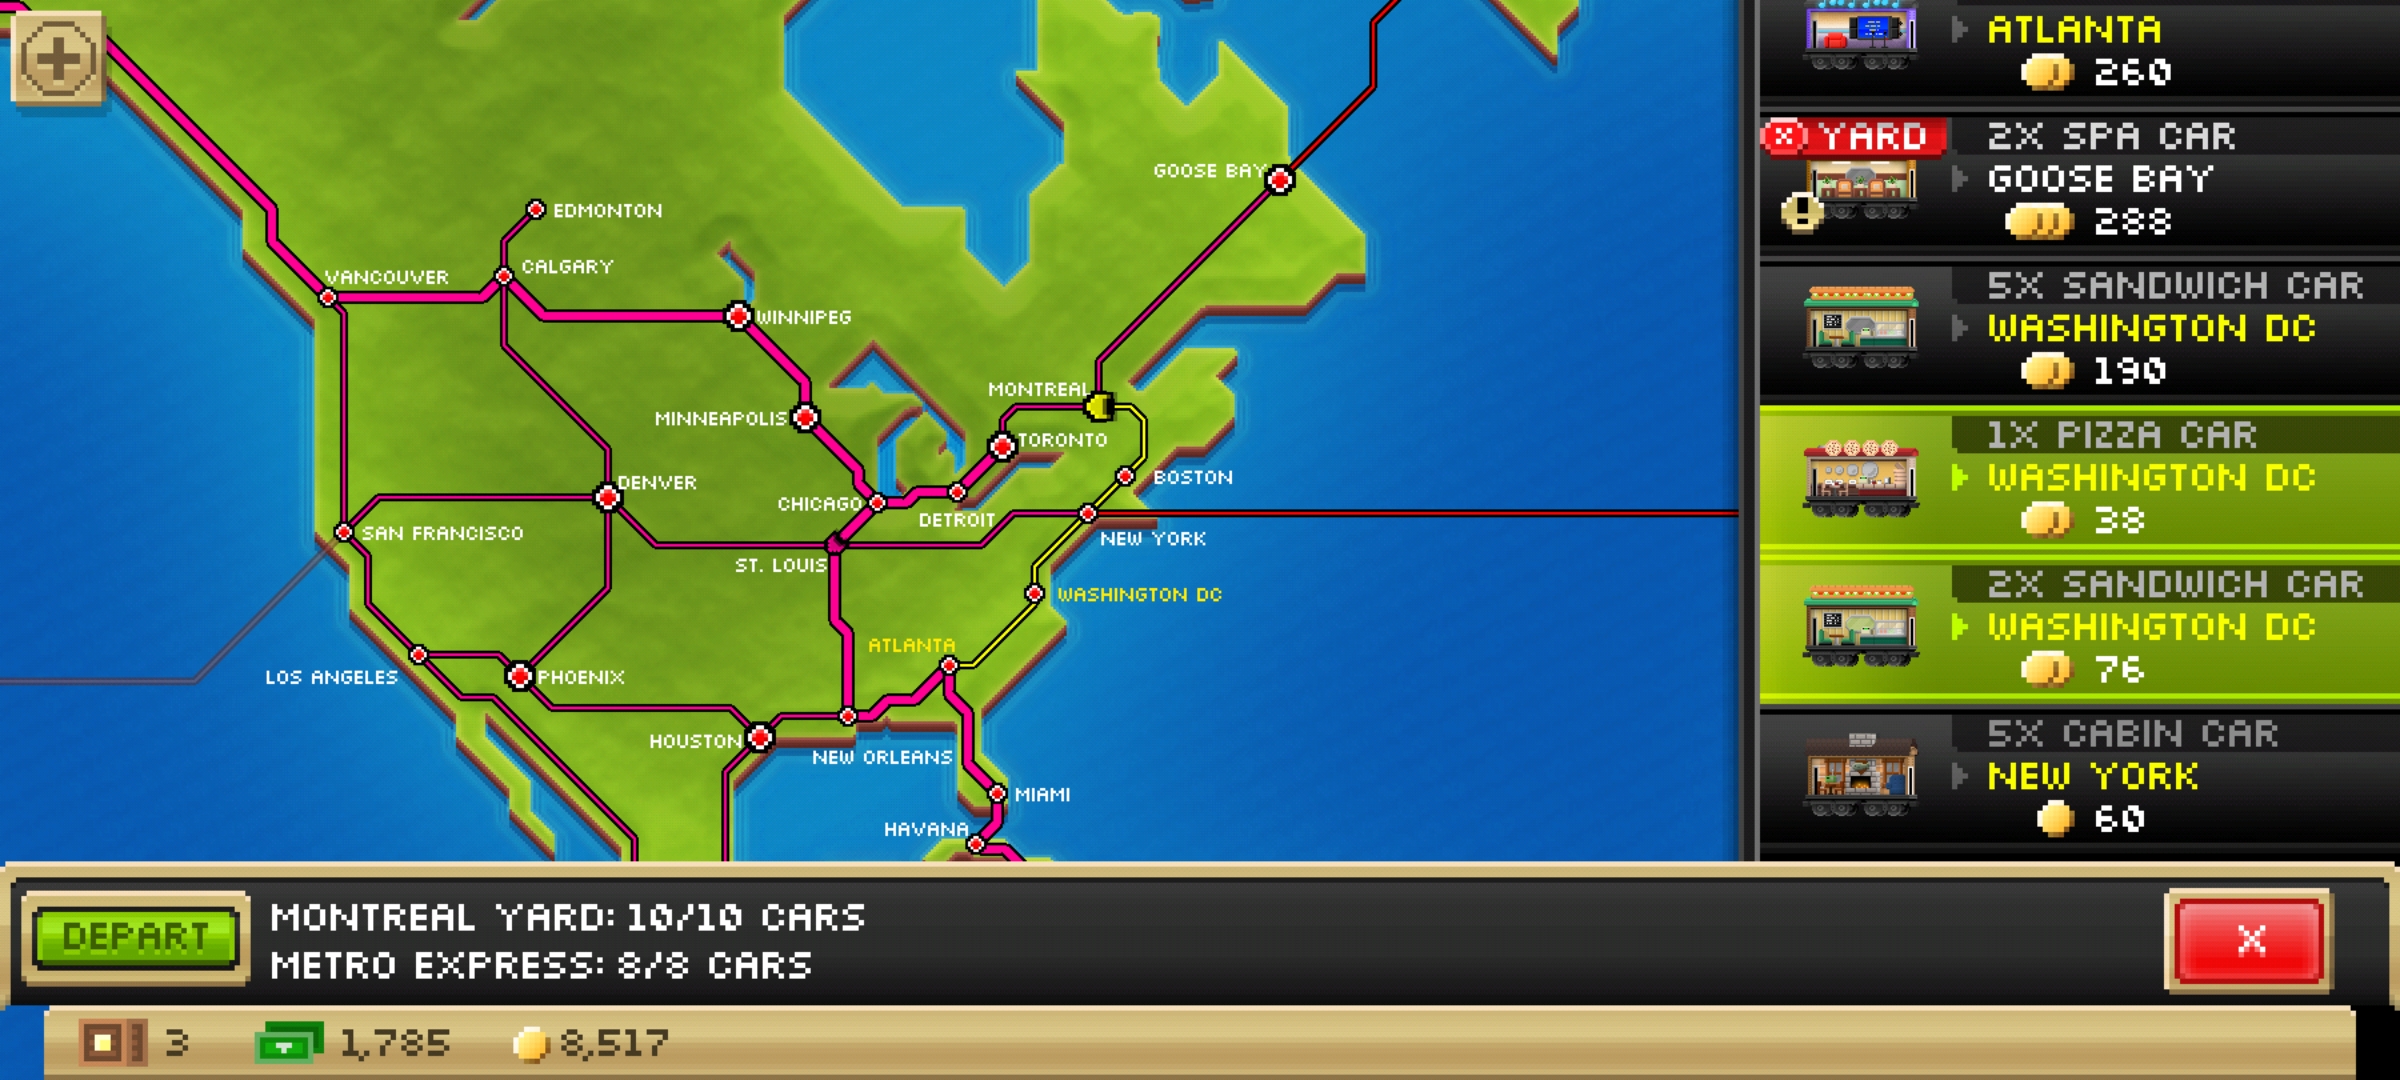 ATLANTA
260
YARD
2X SPA CAR
GOOSE BAY
288
5X SANDWICH CAR
WASHINGTON DC
190
1X PIZZA CAR
WASHINGTON DC
38
2X SANDWICH CAR
WASHINGTON DC
76
5X CABIN CAR
NEW YORK
60
GOOSE BAY
EDMONTON
CALGARY
VANCOUVER
WINNIPEG
MONTREAL
MINNEAPOLIS
TORONTO
BOSTON
DENVER
CHICAGO
DETROIT
SAN FRANCISCO
NEW YORK
ST. LOUIS
WASHINGTON DC
ATLANTA
LOS ANGELES
PHOENIX
HOUSTON
NEW ORLEANS
MIAMI
HAVANA
DEPART
MONTREAL YARD: 10/10 CARS
METRO EXPRESS: 8/8 CARS
X
3
1,785
8,517